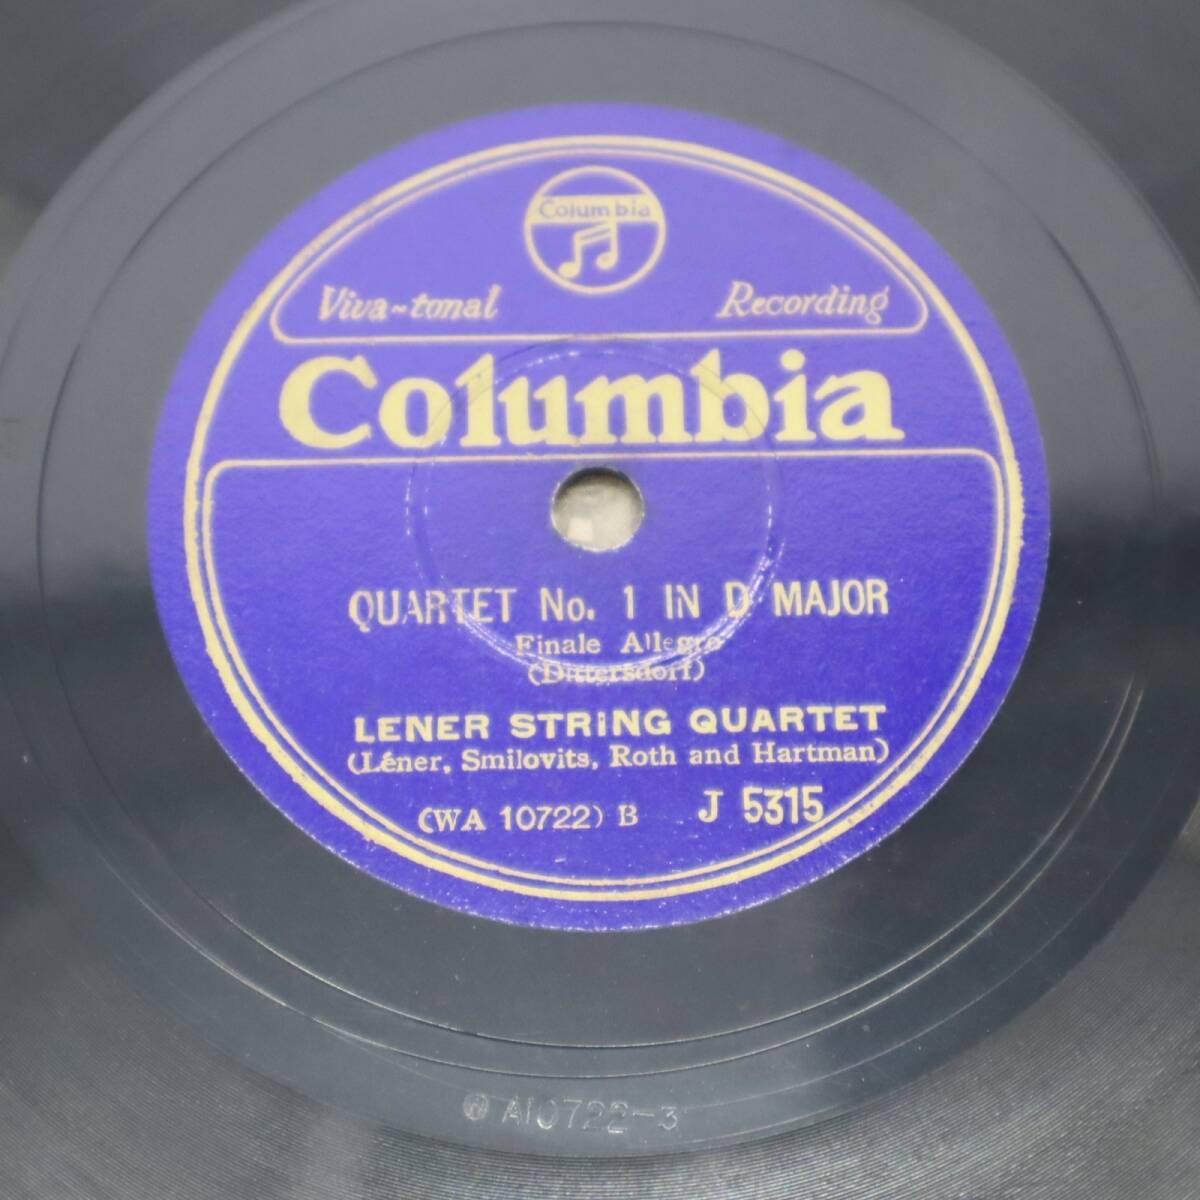 Columbia
Viva-tonal Recording
Columbia
QUARTET No. 1 IN D MAJOR
Finale Allegro
(Dittersdorf)
LENER STRING QUARTET
(Léner, Smilovits, Roth and Hartman)
(WA 10722) B J 5315
Ⓦ A10722-3